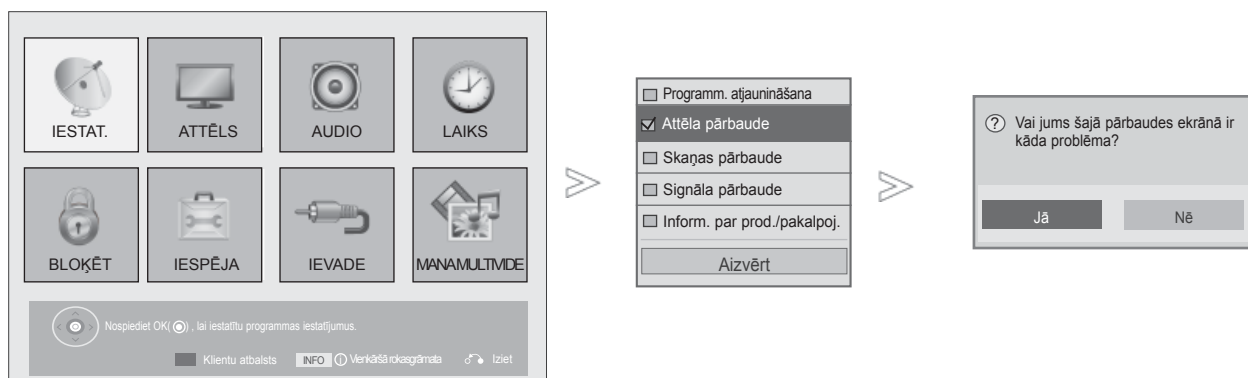 IESTAT.
ATTĒLS
AUDIO
LAIKS
BLOĶĒT
IESPĒJA
IEVADE
MANAMULTIVIDE
Nospiediet OK( ) , lai iestatītu programmas iestatījumus.
Klientu atbalsts INFO i Vienkāršā rokasgrāmata Iziet
Programm. atjaunināšana
Attēla pārbaude
Skaņas pārbaude
Signāla pārbaude
Inform. par prod./pakalpoj.
Aizvērt
? Vai jums šajā pārbaudes ekrānā ir
kāda problēma?
Jā Nē